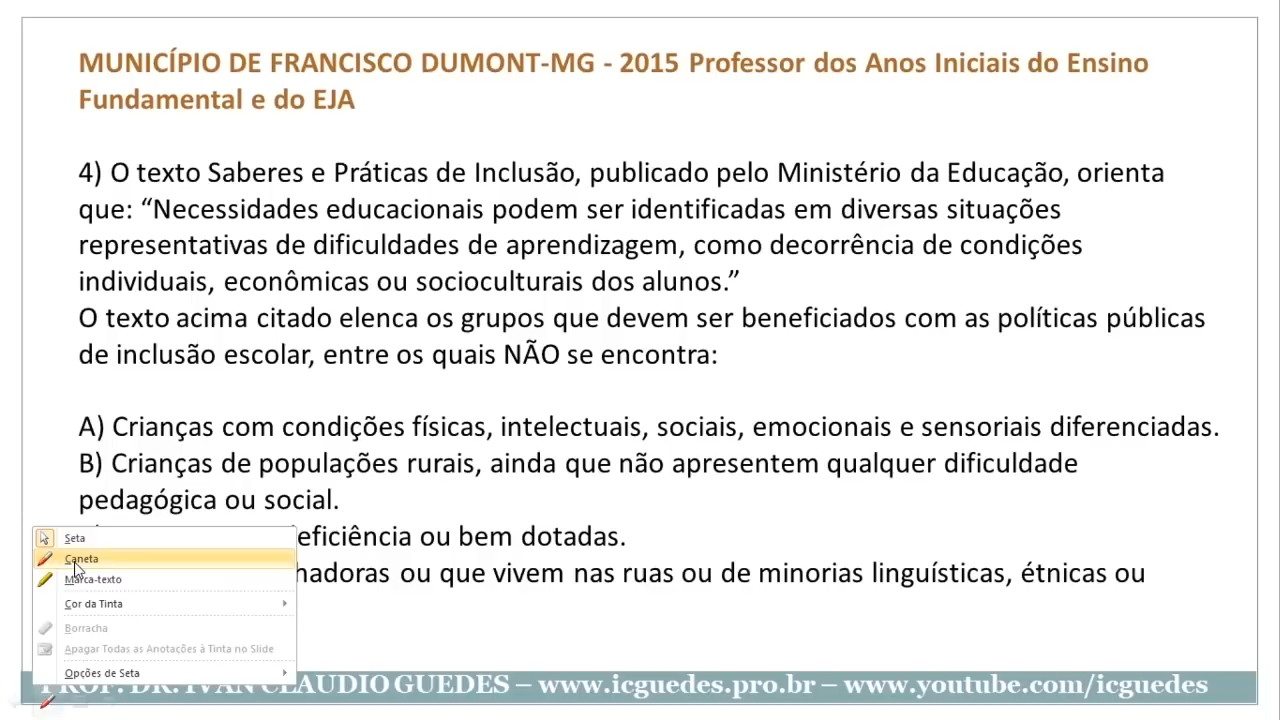 MUNICÍPIO DE FRANCISCO DUMONT-MG - 2015 Professor dos Anos Iniciais do Ensino
Fundamental e do EJA
4) O texto Saberes e Práticas de Inclusão, publicado pelo Ministério da Educação, orienta
que: “Necessidades educacionais podem ser identificadas em diversas situações
representativas de dificuldades de aprendizagem, como decorrência de condições
individuais, econômicas ou socioculturais dos alunos.”
O texto acima citado elenca os grupos que devem ser beneficiados com as políticas públicas
de inclusão escolar, entre os quais NÃO se encontra:
A) Crianças com condições físicas, intelectuais, sociais, emocionais e sensoriais diferenciadas.
B) Crianças de populações rurais, ainda que não apresentem qualquer dificuldade
pedagógica ou social.
eficiência ou bem dotadas.
hadoras ou que vivem nas ruas ou de minorias linguísticas, étnicas ou
Seta
Caneta
Marca-texto
Cor da Tinta
Borracha
Apagar Todas as Anotações à Tinta no Slide
Opções de Seta
PROF. DR. IVAN CLAUDIO GUEDES – www.icguedes.pro.br – www.youtube.com/icguedes